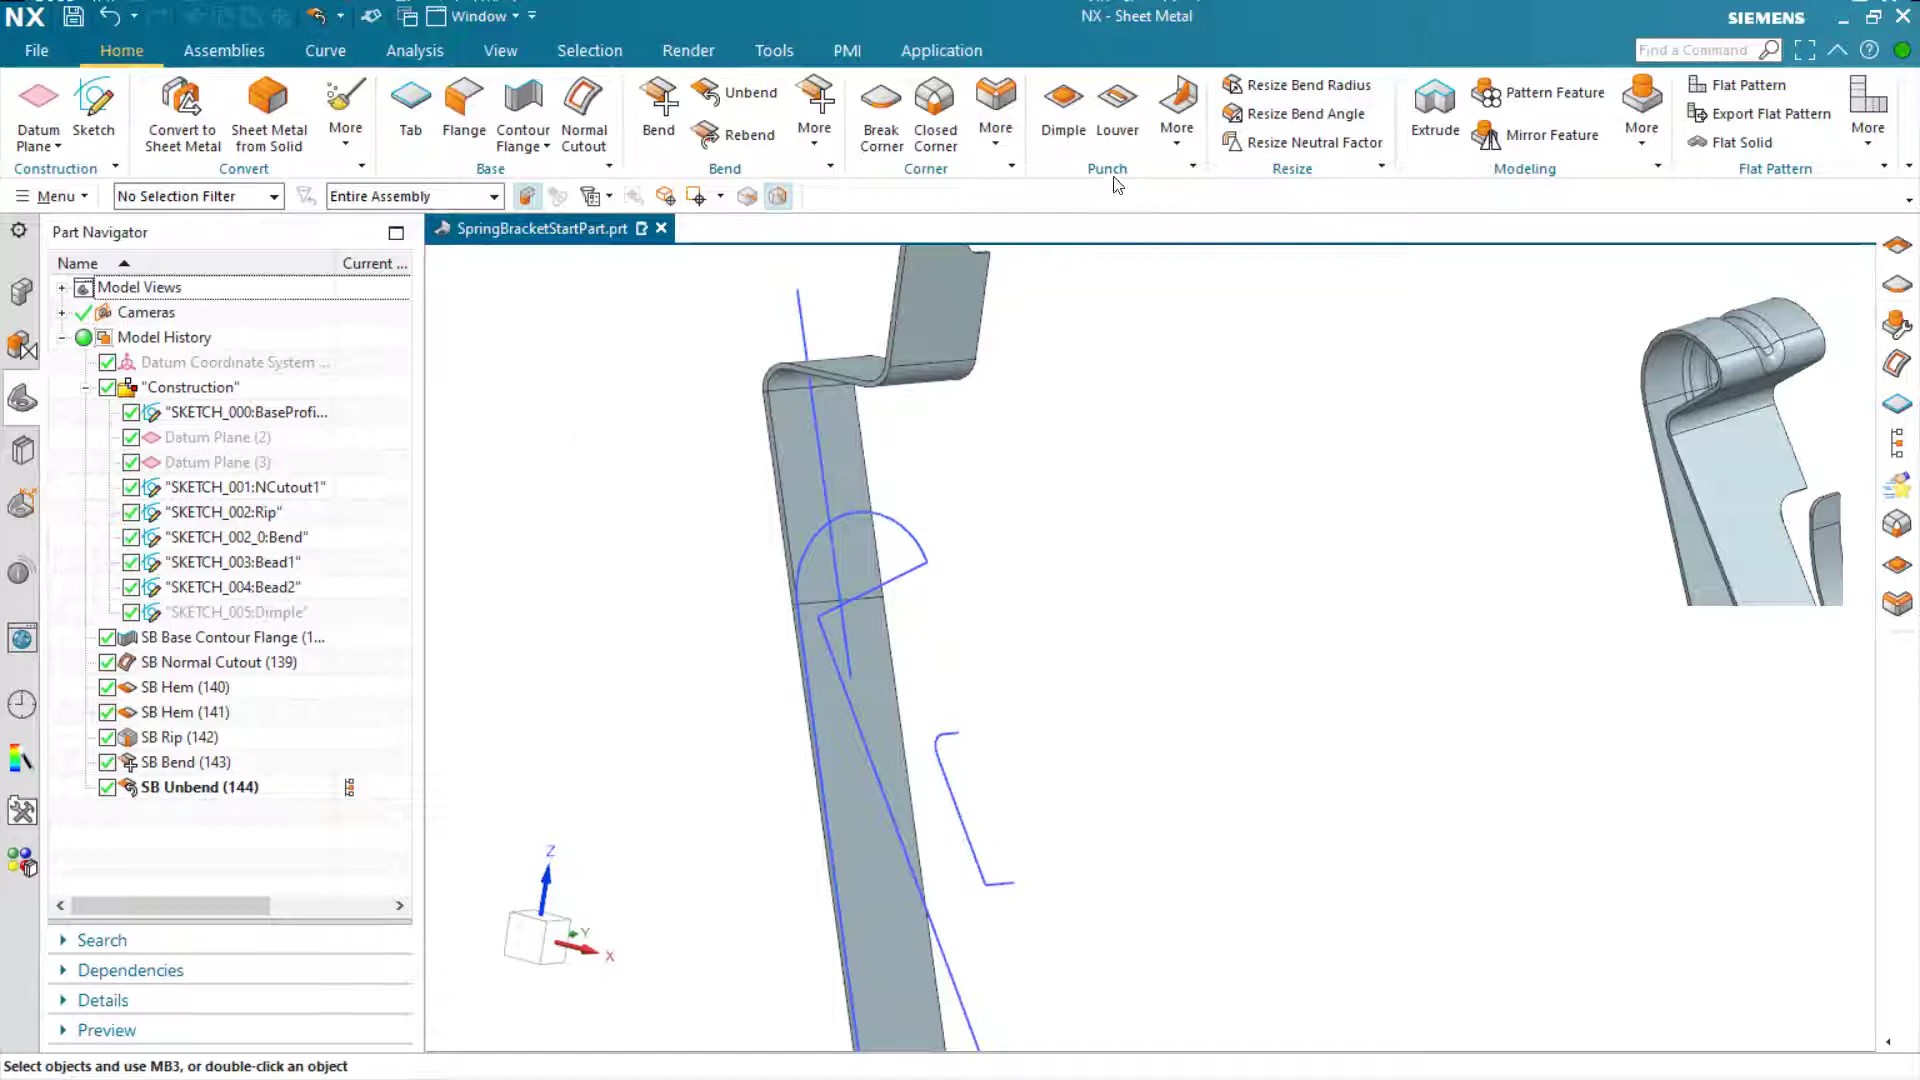 NX
Window
NX - Sheet Metal
SIEMENS
File
Home
Assemblies
Curve
Analysis
View
Selection
Render
Tools
PMI
Application
Find a Command
Datum Plane
Sketch
Convert to Sheet Metal
Sheet Metal from Solid
More
Tab
Flange
Contour Flange
Normal Cutout
Bend
Unbend
Rebend
More
Break Corner
Closed Corner
More
Dimple
Louver
More
Resize Bend Radius
Resize Bend Angle
Resize Neutral Factor
Extrude
Pattern Feature
Mirror Feature
More
Flat Pattern
Export Flat Pattern
Flat Solid
More
Construction
Convert
Base
Bend
Corner
Punch
Resize
Modeling
Flat Pattern
Menu
No Selection Filter
Entire Assembly
Part Navigator
SpringBracketStartPart.prt
Name
Current ...
Model Views
Cameras
Model History
Datum Coordinate System ...
"Construction"
"SKETCH_000:BaseProfi...
Datum Plane (2)
Datum Plane (3)
"SKETCH_001:NCutout1"
"SKETCH_002:Rip"
"SKETCH_002_0:Bend"
"SKETCH_003:Bead1"
"SKETCH_004:Bead2"
"SKETCH_005:Dimple"
SB Base Contour Flange (1...
SB Normal Cutout (139)
SB Hem (140)
SB Hem (141)
SB Rip (142)
SB Bend (143)
SB Unbend (144)
Z
Y
X
Search
Dependencies
Details
Preview
Select objects and use MB3, or double-click an object